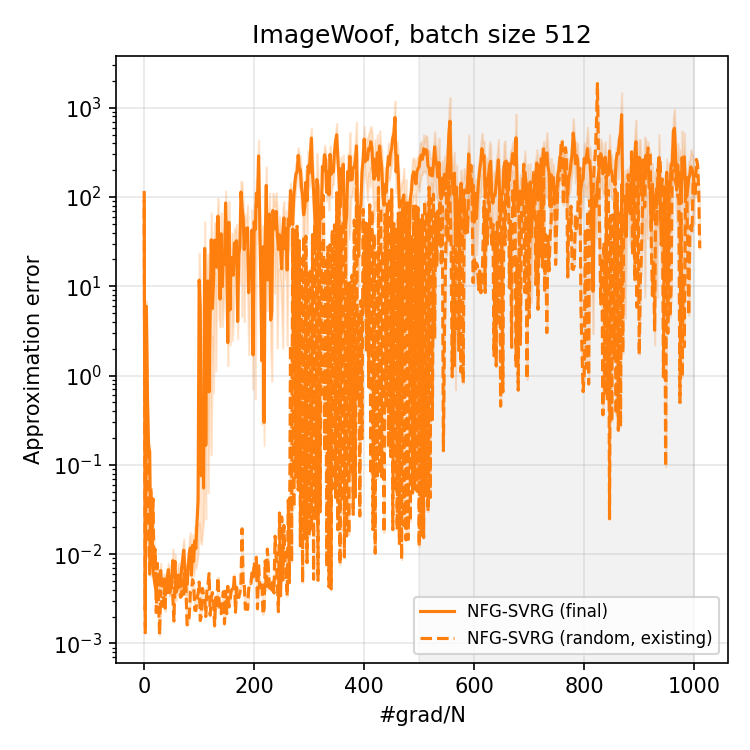 ImageWoof, batch size 512
Approximation error
10³
10²
10¹
10⁰
10⁻¹
10⁻²
10⁻³
NFG-SVRG (final)
NFG-SVRG (random, existing)
0 200 400 600 800 1000
#grad/N